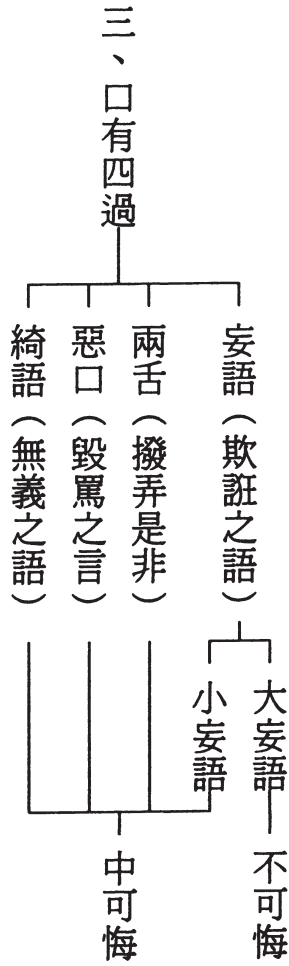 三、口有四過
妄語（欺誑之語）
大妄語
不可悔
小妄語
兩舌（撥弄是非）
惡口（毀罵之言）
綺語（無義之語）
中可悔